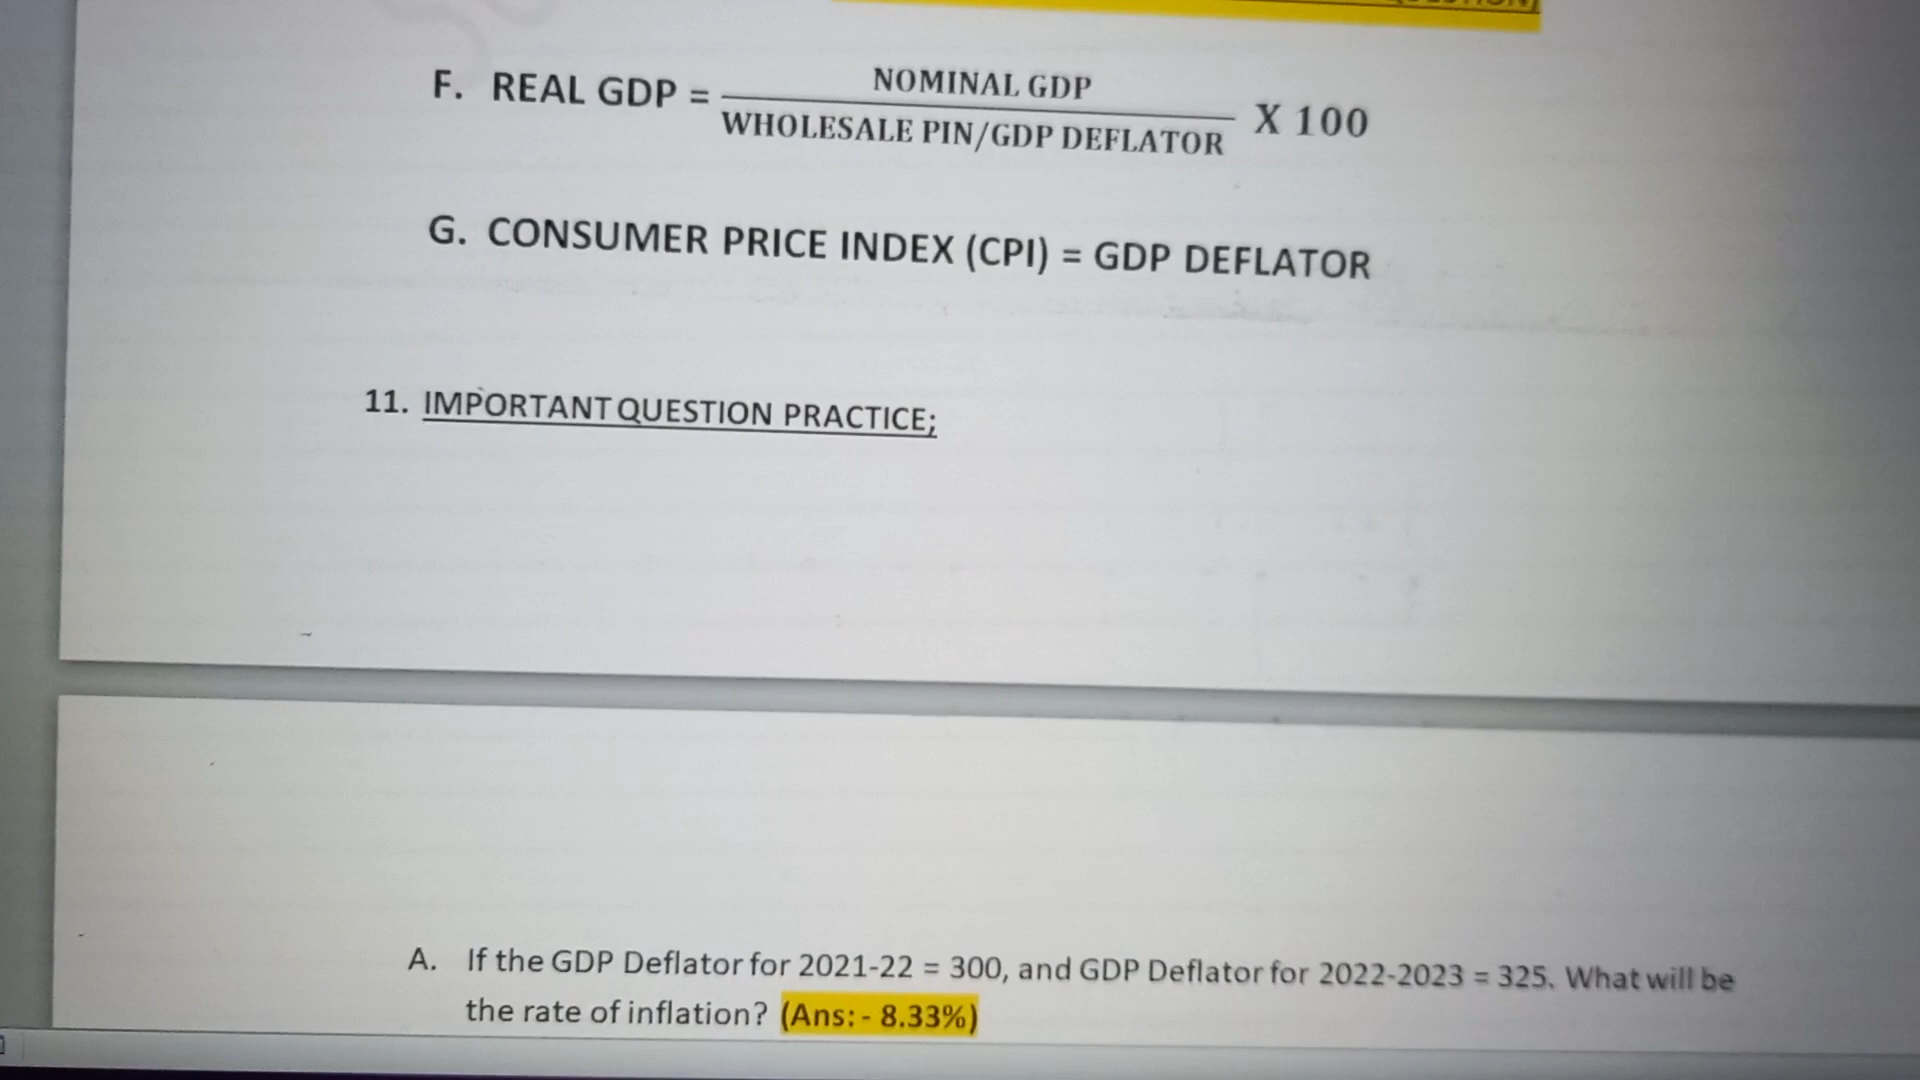 F. REAL GDP = NOMINAL GDP / WHOLESALE PIN/GDP DEFLATOR X 100
G. CONSUMER PRICE INDEX (CPI) = GDP DEFLATOR
11. IMPORTANT QUESTION PRACTICE;
A. If the GDP Deflator for 2021-22 = 300, and GDP Deflator for 2022-2023 = 325. What will be
the rate of inflation? (Ans: - 8.33%)